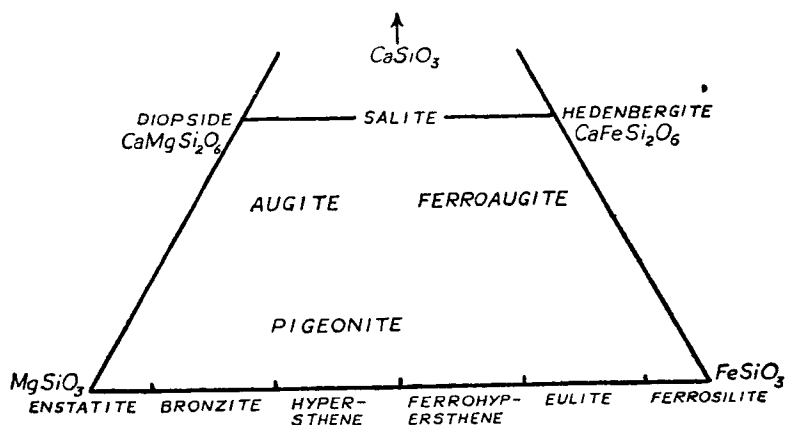 CaSiO₃
DIOPSIDE SALITE HEDENBERGITE
CaMgSi₂O₆ CaFeSi₂O₆
AUGITE FERROAUGITE
PIGEONITE
MgSiO₃ FeSiO₃
ENSTATITE BRONZITE HYPER- FERROHYP- EULITE FERROSILITE
STHENE ERSTHENE